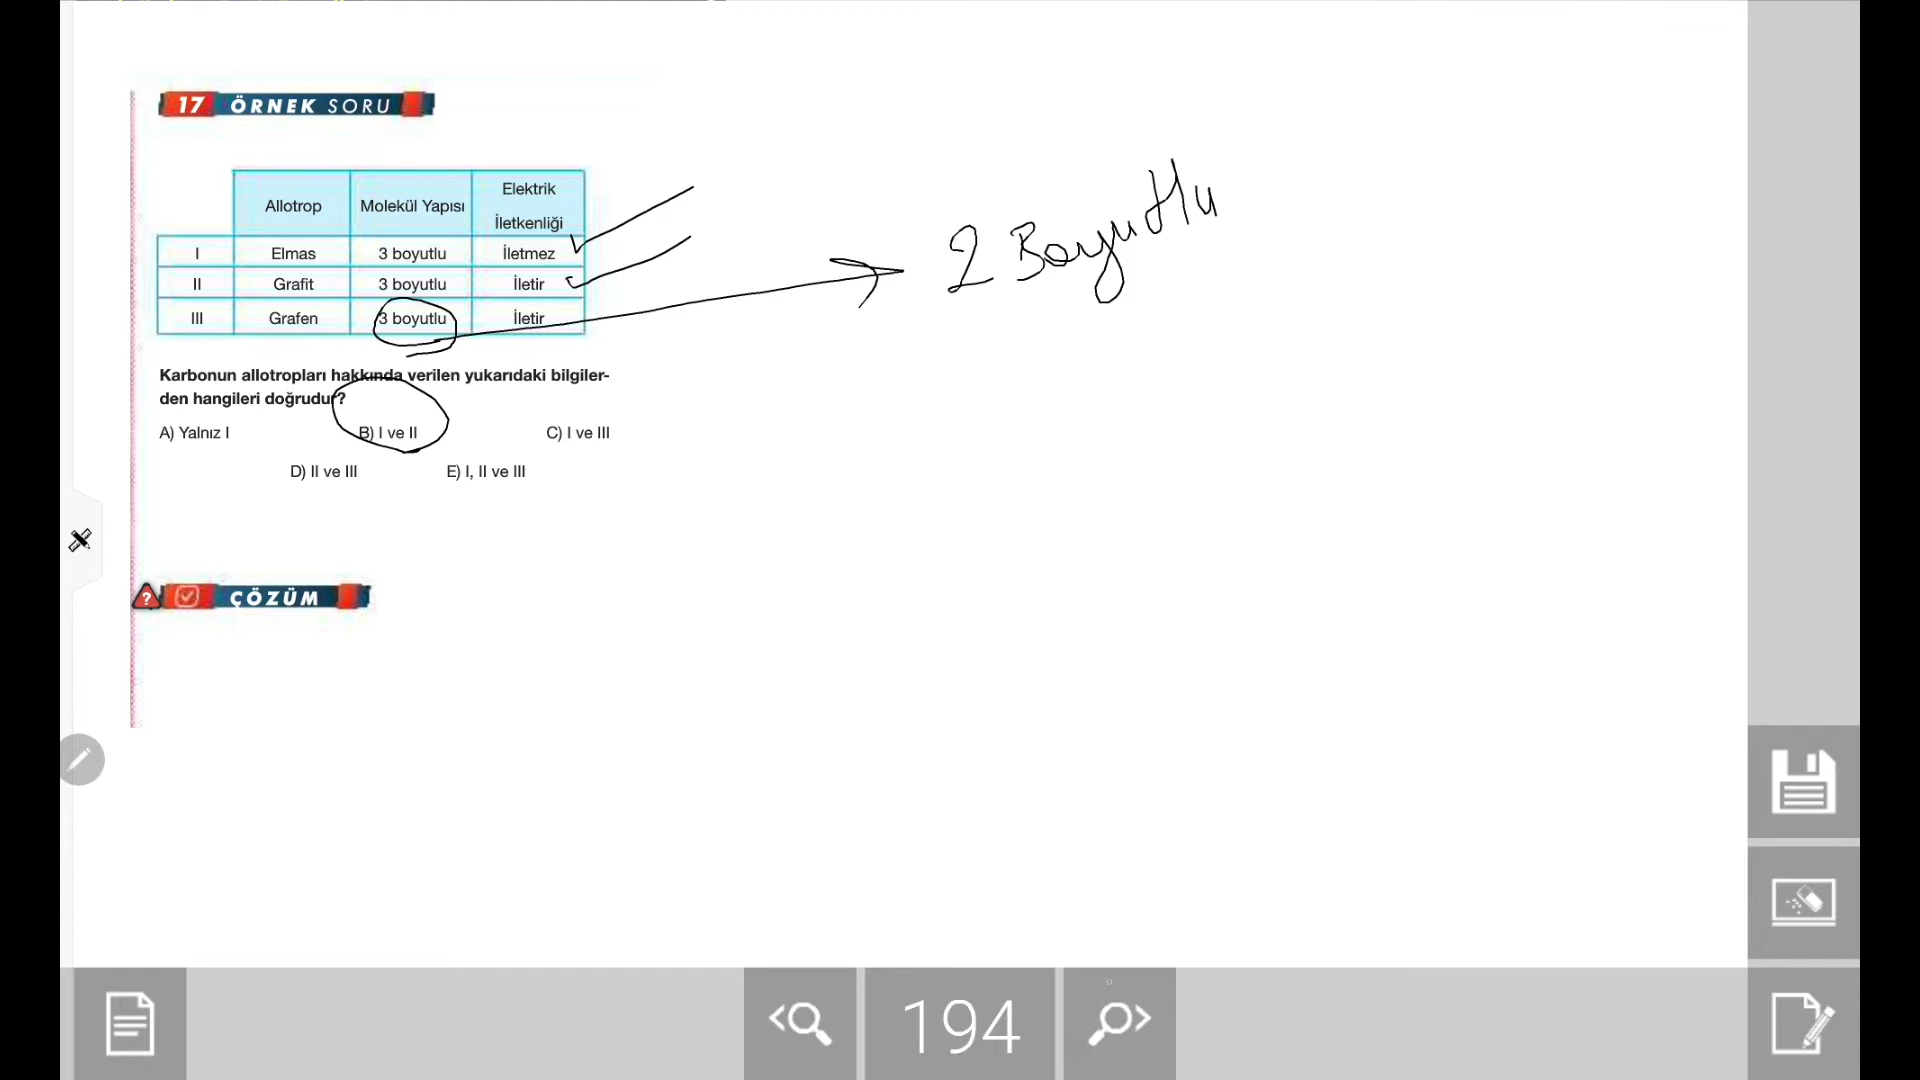 17 ÖRNEK SORU
Allotrop Molekül Yapısı Elektrik İletkenliği
I Elmas 3 boyutlu İletmez
II Grafit 3 boyutlu İletir
III Grafen 3 boyutlu İletir
2 Boyutlu
Karbonun allotropları hakkında verilen yukarıdaki bilgiler-
den hangileri doğrudur?
A) Yalnız I B) I ve II C) I ve III
D) II ve III E) I, II ve III
? ÇÖZÜM
194